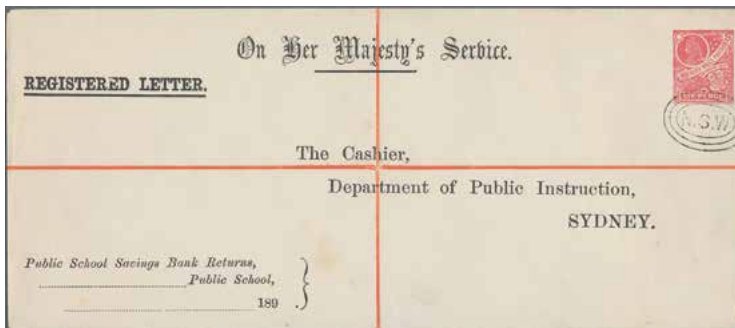 On Her Majesty's Service.
REGISTERED LETTER.
N.S.W
The Cashier,
Department of Public Instruction,
SYDNEY.
Public School Savings Bank Returns,
Public School,
189 .